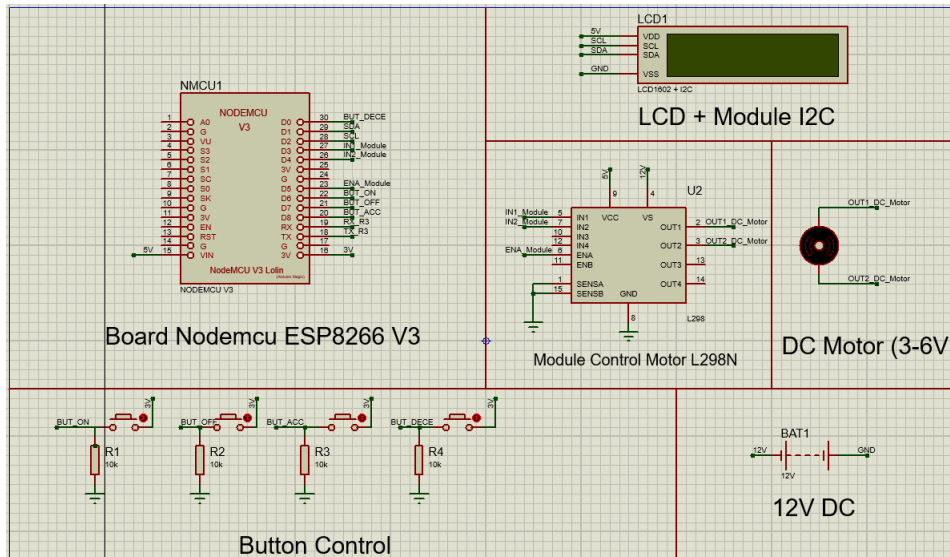 NMCU1
NODEMCU
V3
1 A0 D0 30 BUT_DECE
2 G D1 29 SDA
3 VU D2 28 SCL
4 S3 D3 27 IN1_Module
5 S2 D4 26 IN2_Module
6 S1 3V 25
7 SC G 24
8 S0 D5 23 ENA_Module
9 SK D6 22 BUT_ON
10 G D7 21 BUT_OFF
11 3V D8 20 BUT_ACC
12 EN RX 19 RX_R3
13 RST TX 18 TX_R3
14 G G 17
5V 15 VIN 3V 16 3V
NodeMCU V3 Lolin
NODEMCU V3
Board Nodemcu ESP8266 V3
LCD1
5V VDD
SCL SCL
SDA SDA
GND VSS
LCD1602 + I2C
LCD + Module I2C
5V 12V
9 4 U2
VCC VS
IN1_Module 5 IN1 OUT1 2 OUT1_DC_Motor
IN2_Module 7 IN2
10 IN3 OUT2 3 OUT2_DC_Motor
12 IN4
ENA_Module 6 ENA OUT3 13
11 ENB
1 SENSA OUT4 14
15 SENSB GND
8 L298
Module Control Motor L298N
OUT1_DC_Motor
OUT2_DC_Motor
DC Motor (3-6V
BUT_ON 3V
R1
10k
BUT_OFF 3V
R2
10k
BUT_ACC 3V
R3
10k
BUT_DECE 3V
R4
10k
Button Control
BAT1
12V GND
12V
12V DC